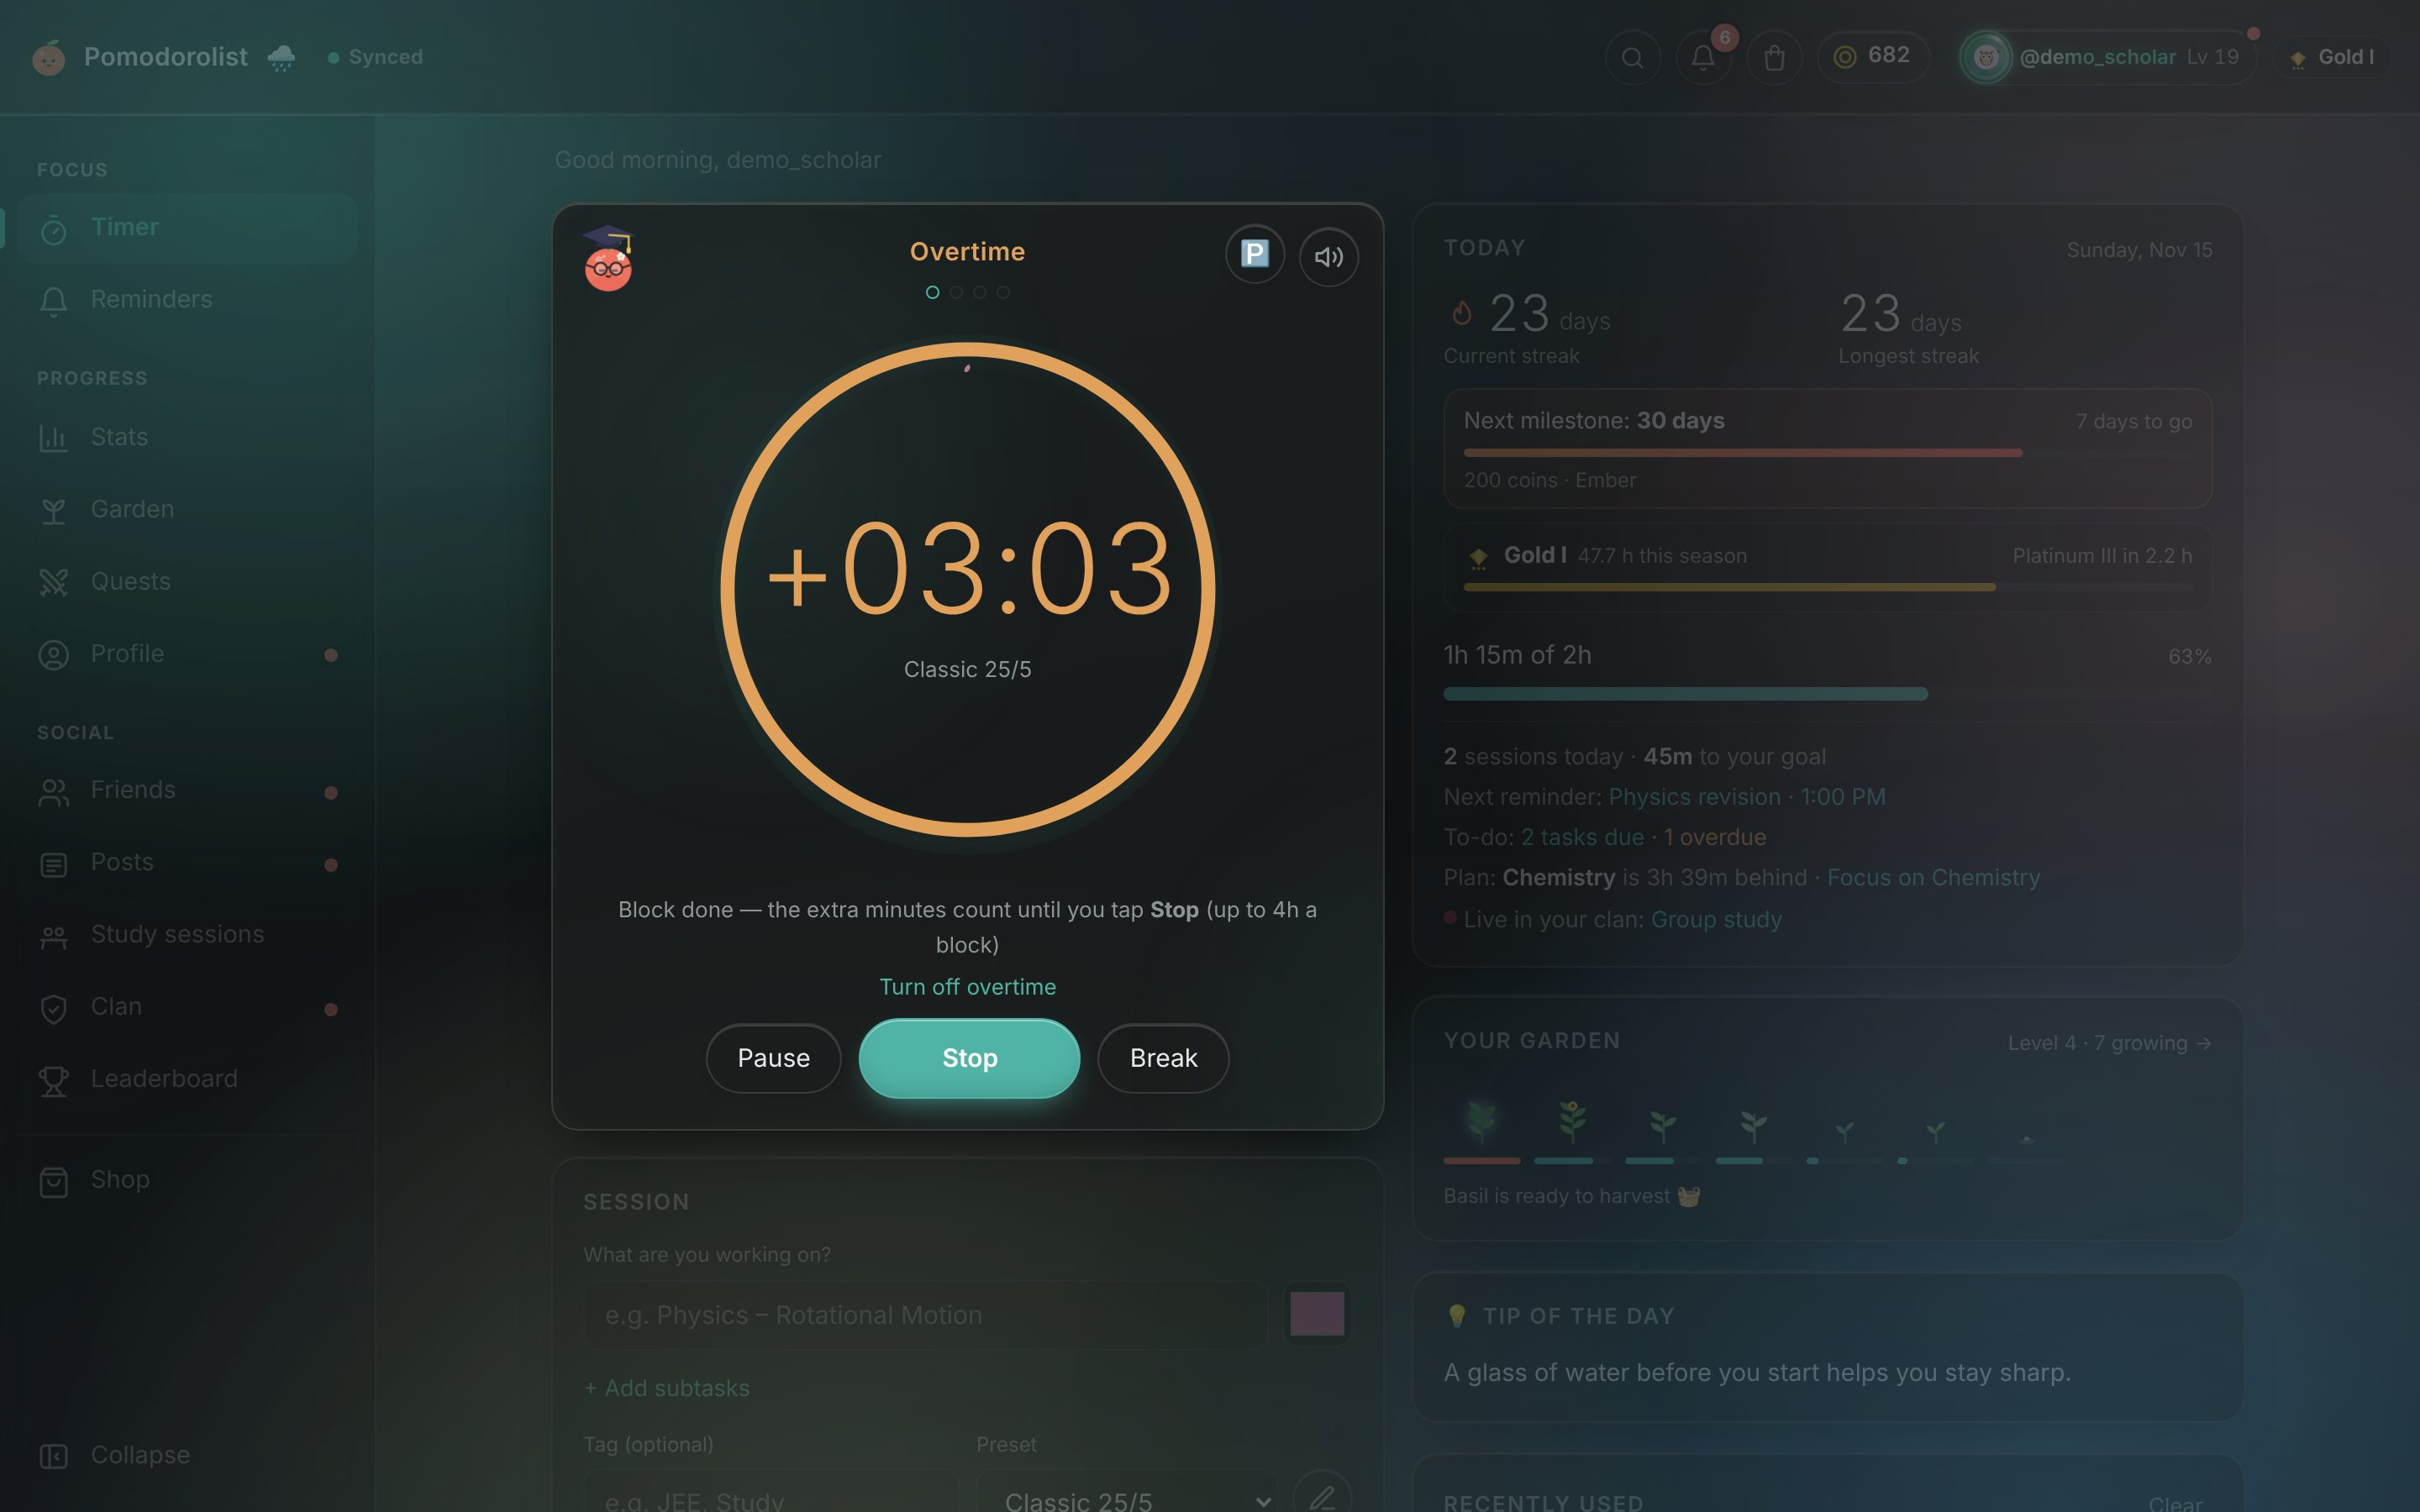 Pomodorolist
Synced
6
682
@demo_scholar Lv 19
Gold I
FOCUS
Timer
Reminders
PROGRESS
Stats
Garden
Quests
Profile
SOCIAL
Friends
Posts
Study sessions
Clan
Leaderboard
Shop
Collapse
Good morning, demo_scholar
Overtime
P
+03:03
Classic 25/5
Block done — the extra minutes count until you tap Stop (up to 4h a
block)
Turn off overtime
Pause
Stop
Break
SESSION
What are you working on?
e.g. Physics – Rotational Motion
+ Add subtasks
Tag (optional)
Preset
e.g. JEE, Study
Classic 25/5
TODAY
Sunday, Nov 15
23 days
Current streak
23 days
Longest streak
Next milestone: 30 days
7 days to go
200 coins · Ember
Gold I 47.7 h this season
Platinum III in 2.2 h
1h 15m of 2h
63%
2 sessions today · 45m to your goal
Next reminder: Physics revision · 1:00 PM
To-do: 2 tasks due · 1 overdue
Plan: Chemistry is 3h 39m behind · Focus on Chemistry
Live in your clan: Group study
YOUR GARDEN
Level 4 · 7 growing →
Basil is ready to harvest
TIP OF THE DAY
A glass of water before you start helps you stay sharp.
RECENTLY USED
Clear